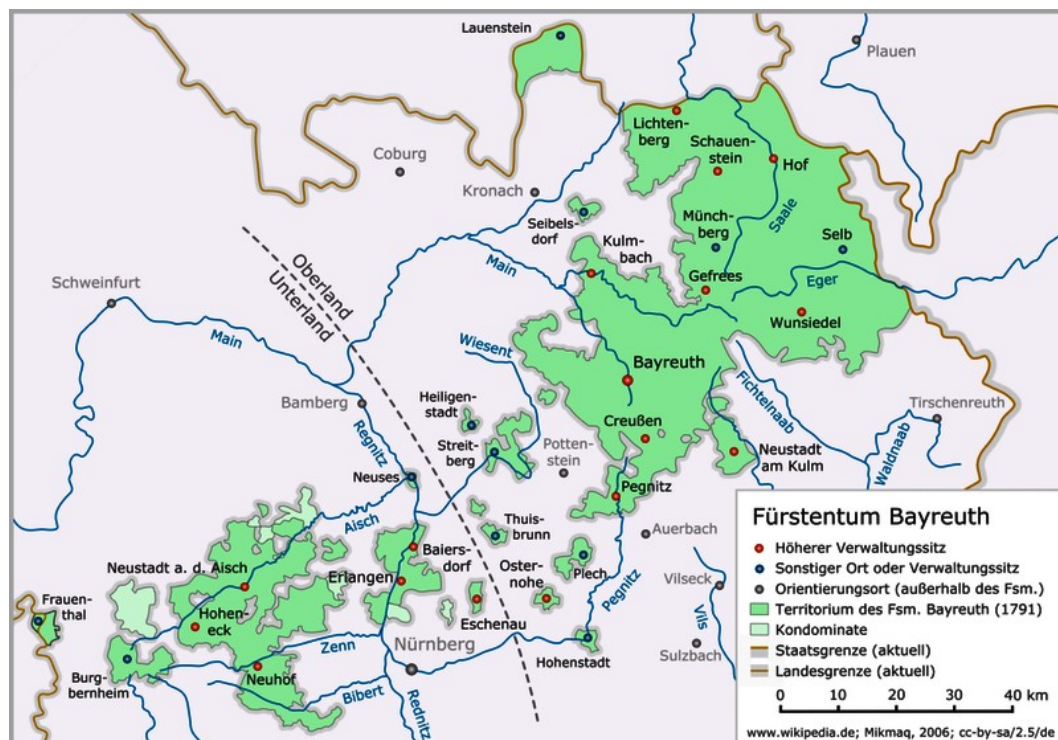 Lauenstein
Plauen
Lichten-
berg
Schauen-
stein
Hof
Coburg
Kronach
Saale
Seibels-
dorf
Münch-
berg
Selb
Kulm-
bach
Main
Gefrees
Eger
Oberland
Unterland
Schweinfurt
Wunsiedel
Main
Wiesent
Bayreuth
Fichtelnaab
Heiligen-
stadt
Bamberg
Tirschenreuth
Regnitz
Creußen
Streit-
berg
Potten-
stein
Neustadt
am Kulm
Waldnaab
Neuses
Pegnitz
Aisch
Thuis-
brunn
Auerbach
Baiers-
dorf
Neustadt a. d. Aisch
Erlangen
Oster-
nohe
Plech
Pegnitz
Vilseck
Frauen-
thal
Hohen-
eck
Eschenau
Vils
Nürnberg
Zenn
Hohenstadt
Sulzbach
Burg-
bernheim
Neuhof
Bibert
Rednitz
Fürstentum Bayreuth
Höherer Verwaltungssitz
Sonstiger Ort oder Verwaltungssitz
Orientierungsort (außerhalb des Fsm.)
Territorium des Fsm. Bayreuth (1791)
Kondominate
Staatsgrenze (aktuell)
Landesgrenze (aktuell)
0 10 20 30 40 km
www.wikipedia.de; Mikmaq, 2006; cc-by-sa/2.5/de